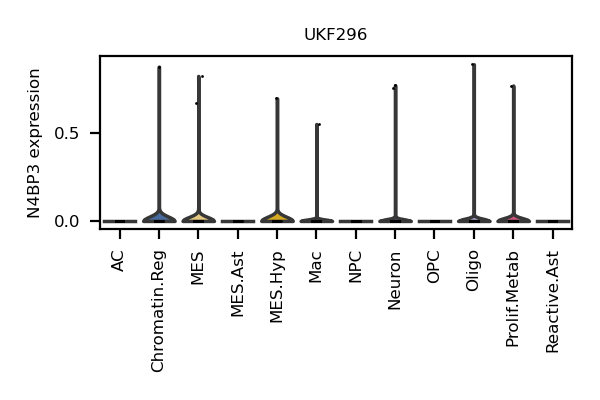 UKF296
N4BP3 expression
0.5
0.0
AC
Chromatin.Reg
MES
MES.Ast
MES.Hyp
Mac
NPC
Neuron
OPC
Oligo
Prolif.Metab
Reactive.Ast